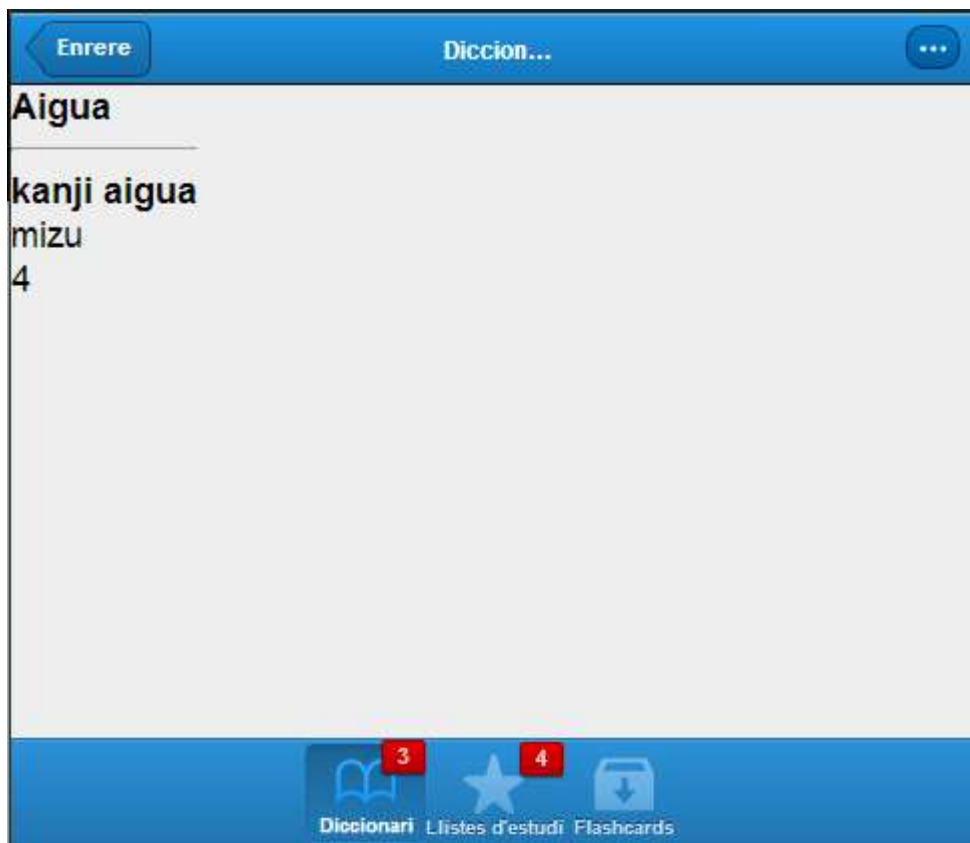 Enrere Diccion... ...
Aigua
kanji aigua
mizu
4
3 4
Diccionari Llistes d'estudi Flashcards